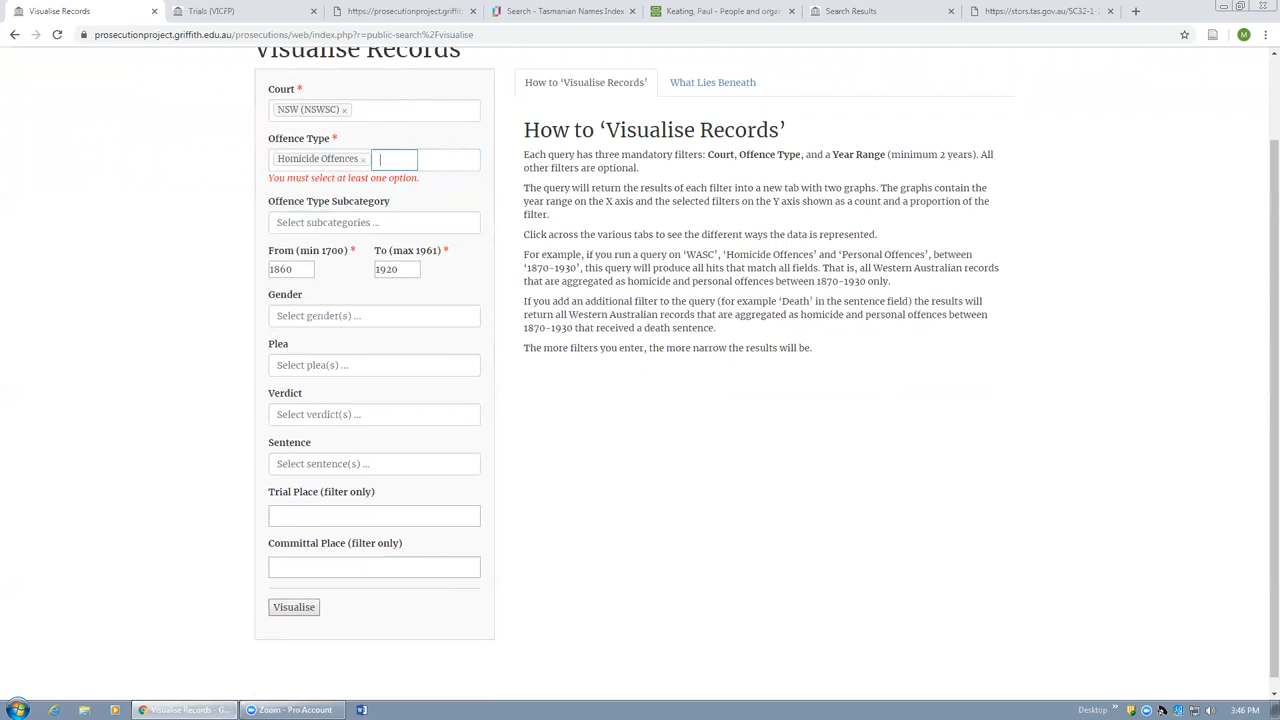 Visualise Records
Trials (VICFP)
https://prosecutionproject.griffith
Search - Tasmanian Names Index
Keating, Paul - People and organ
Search Results
https://stors.tas.gov.au/SC32-1-
prosecutionproject.griffith.edu.au/prosecutions/web/index.php?r=public-search%2Fvisualise
M
Visualise Records
Court *
NSW (NSWSC) ×
Offence Type *
Homicide Offences ×
You must select at least one option.
Offence Type Subcategory
Select subcategories ...
From (min 1700) * To (max 1961) *
1860 1920
Gender
Select gender(s) ...
Plea
Select plea(s) ...
Verdict
Select verdict(s) ...
Sentence
Select sentence(s) ...
Trial Place (filter only)
Committal Place (filter only)
Visualise
How to ‘Visualise Records’ What Lies Beneath
How to ‘Visualise Records’
Each query has three mandatory filters: Court, Offence Type, and a Year Range (minimum 2 years). All
other filters are optional.
The query will return the results of each filter into a new tab with two graphs. The graphs contain the
year range on the X axis and the selected filters on the Y axis shown as a count and a proportion of the
filter.
Click across the various tabs to see the different ways the data is represented.
For example, if you run a query on ‘WASC’, ‘Homicide Offences’ and ‘Personal Offences’, between
‘1870-1930’, this query will produce all hits that match all fields. That is, all Western Australian records
that are aggregated as homicide and personal offences between 1870-1930 only.
If you add an additional filter to the query (for example ‘Death’ in the sentence field) the results will
return all Western Australian records that are aggregated as homicide and personal offences between
1870-1930 that received a death sentence.
The more filters you enter, the more narrow the results will be.
Visualise Records - G...
Zoom - Pro Account
Desktop
3:46 PM